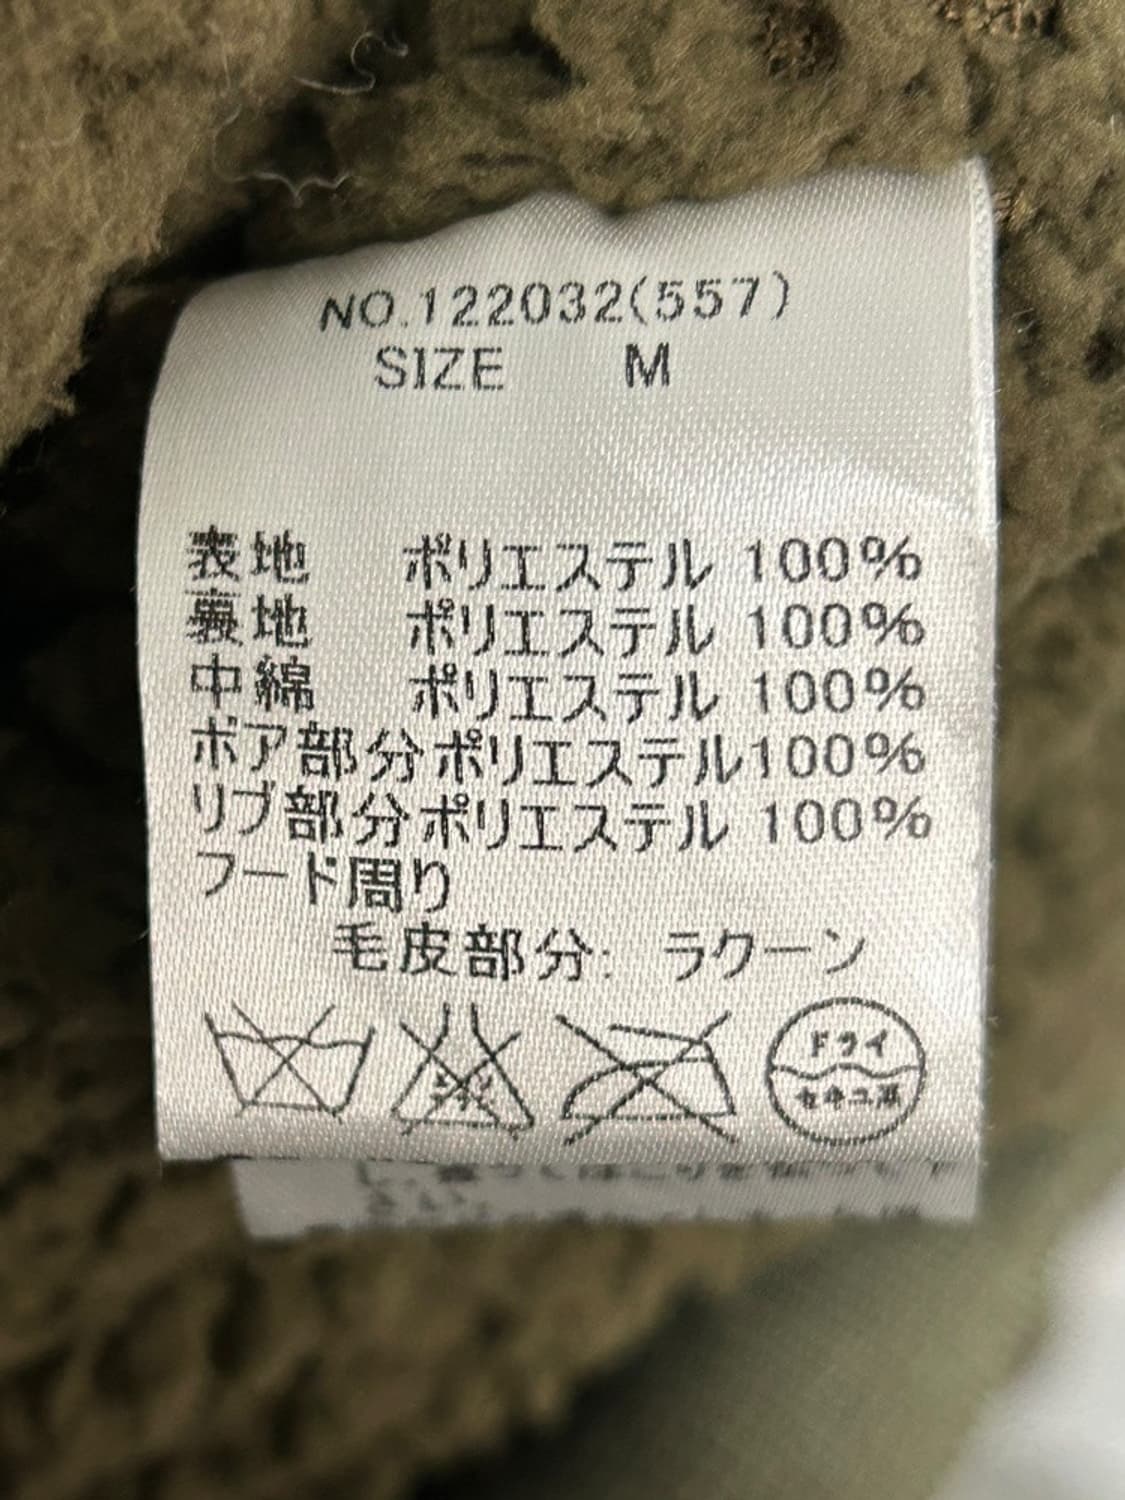 NO.122032(557)
SIZE M
表地 ポリエステル 100%
裏地 ポリエステル 100%
中綿 ポリエステル 100%
ボア部分ポリエステル100%
リブ部分ポリエステル 100%
フード周り
毛皮部分: ラクーン
ドライ
セキユ系
さい。